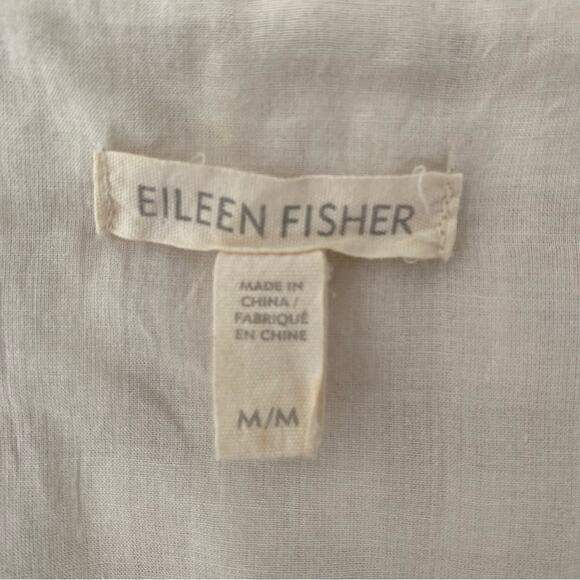 EILEEN FISHER
MADE IN
CHINA /
FABRIQUÉ
EN CHINE
M/M